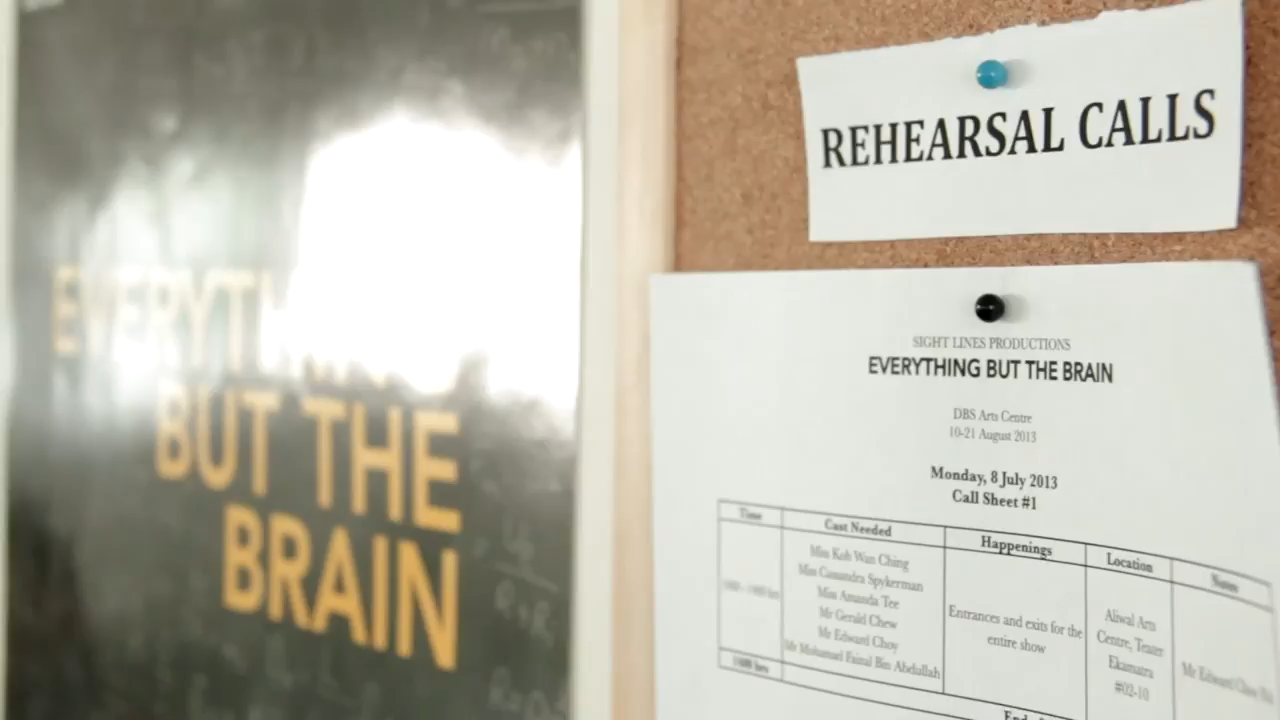 EVERYTHING
BUT THE
BRAIN
REHEARSAL CALLS
SIGHT LINES PRODUCTIONS
EVERYTHING BUT THE BRAIN
DBS Arts Centre
10-21 August 2013
Monday, 8 July 2013
Call Sheet #1
Time
Cast Needed
Happenings
Location
Notes
Miss Koh Wan Ching
Miss Cassandra Spykerman
Miss Amanda Tee
Mr Gerald Chew
Mr Edward Choy
Mr Mohamad Faizal Bin Abdullah
Entrances and exits for the
entire show
Aliwal Arts
Centre, Teater
Ekamatra
#02-10
Mr Edward